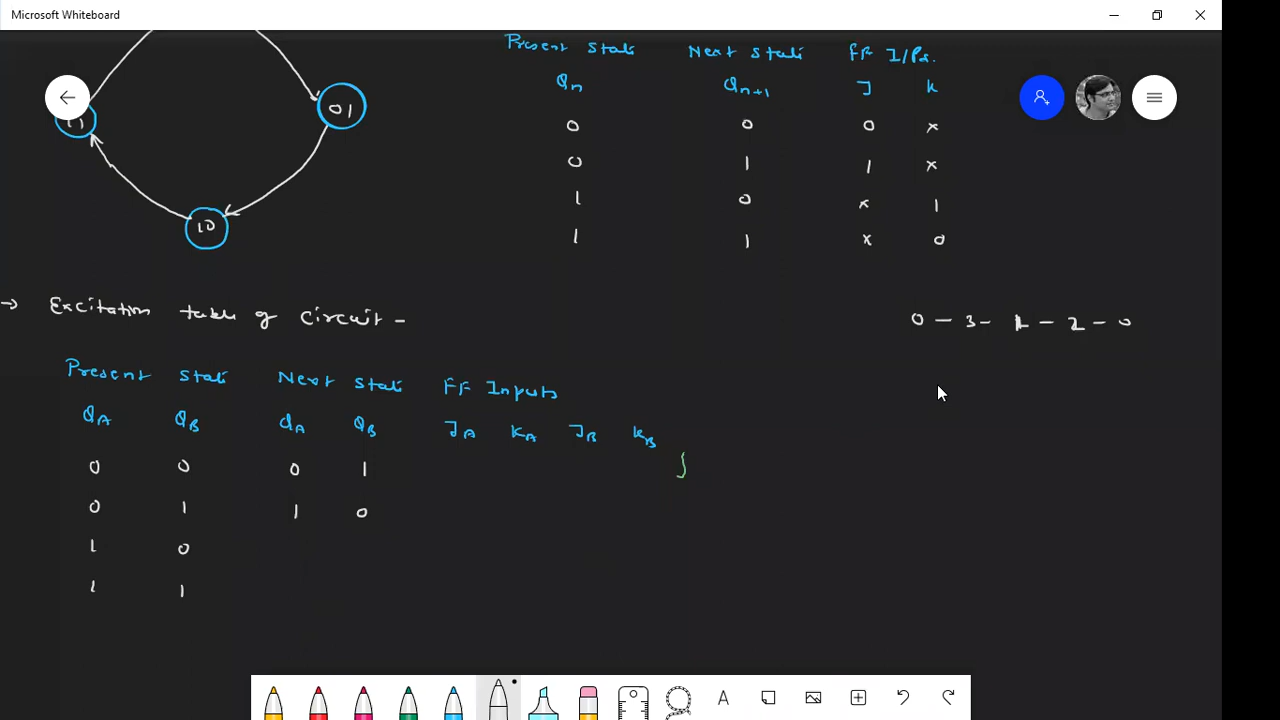 Microsoft Whiteboard
Present State Next State FF I/Ps.
Qn Qn+1 J K
0 0 0 x
0 1 1 x
1 0 x 1
1 1 x 0
01
11
10
→ Excitation table of Circuit -
0 - 3 - 1 - 2 - 0
Present State Next State FF Inputs
QA QB QA QB JA KA JB KB
0 0 0 1
0 1 1 0
1 0
1 1
A